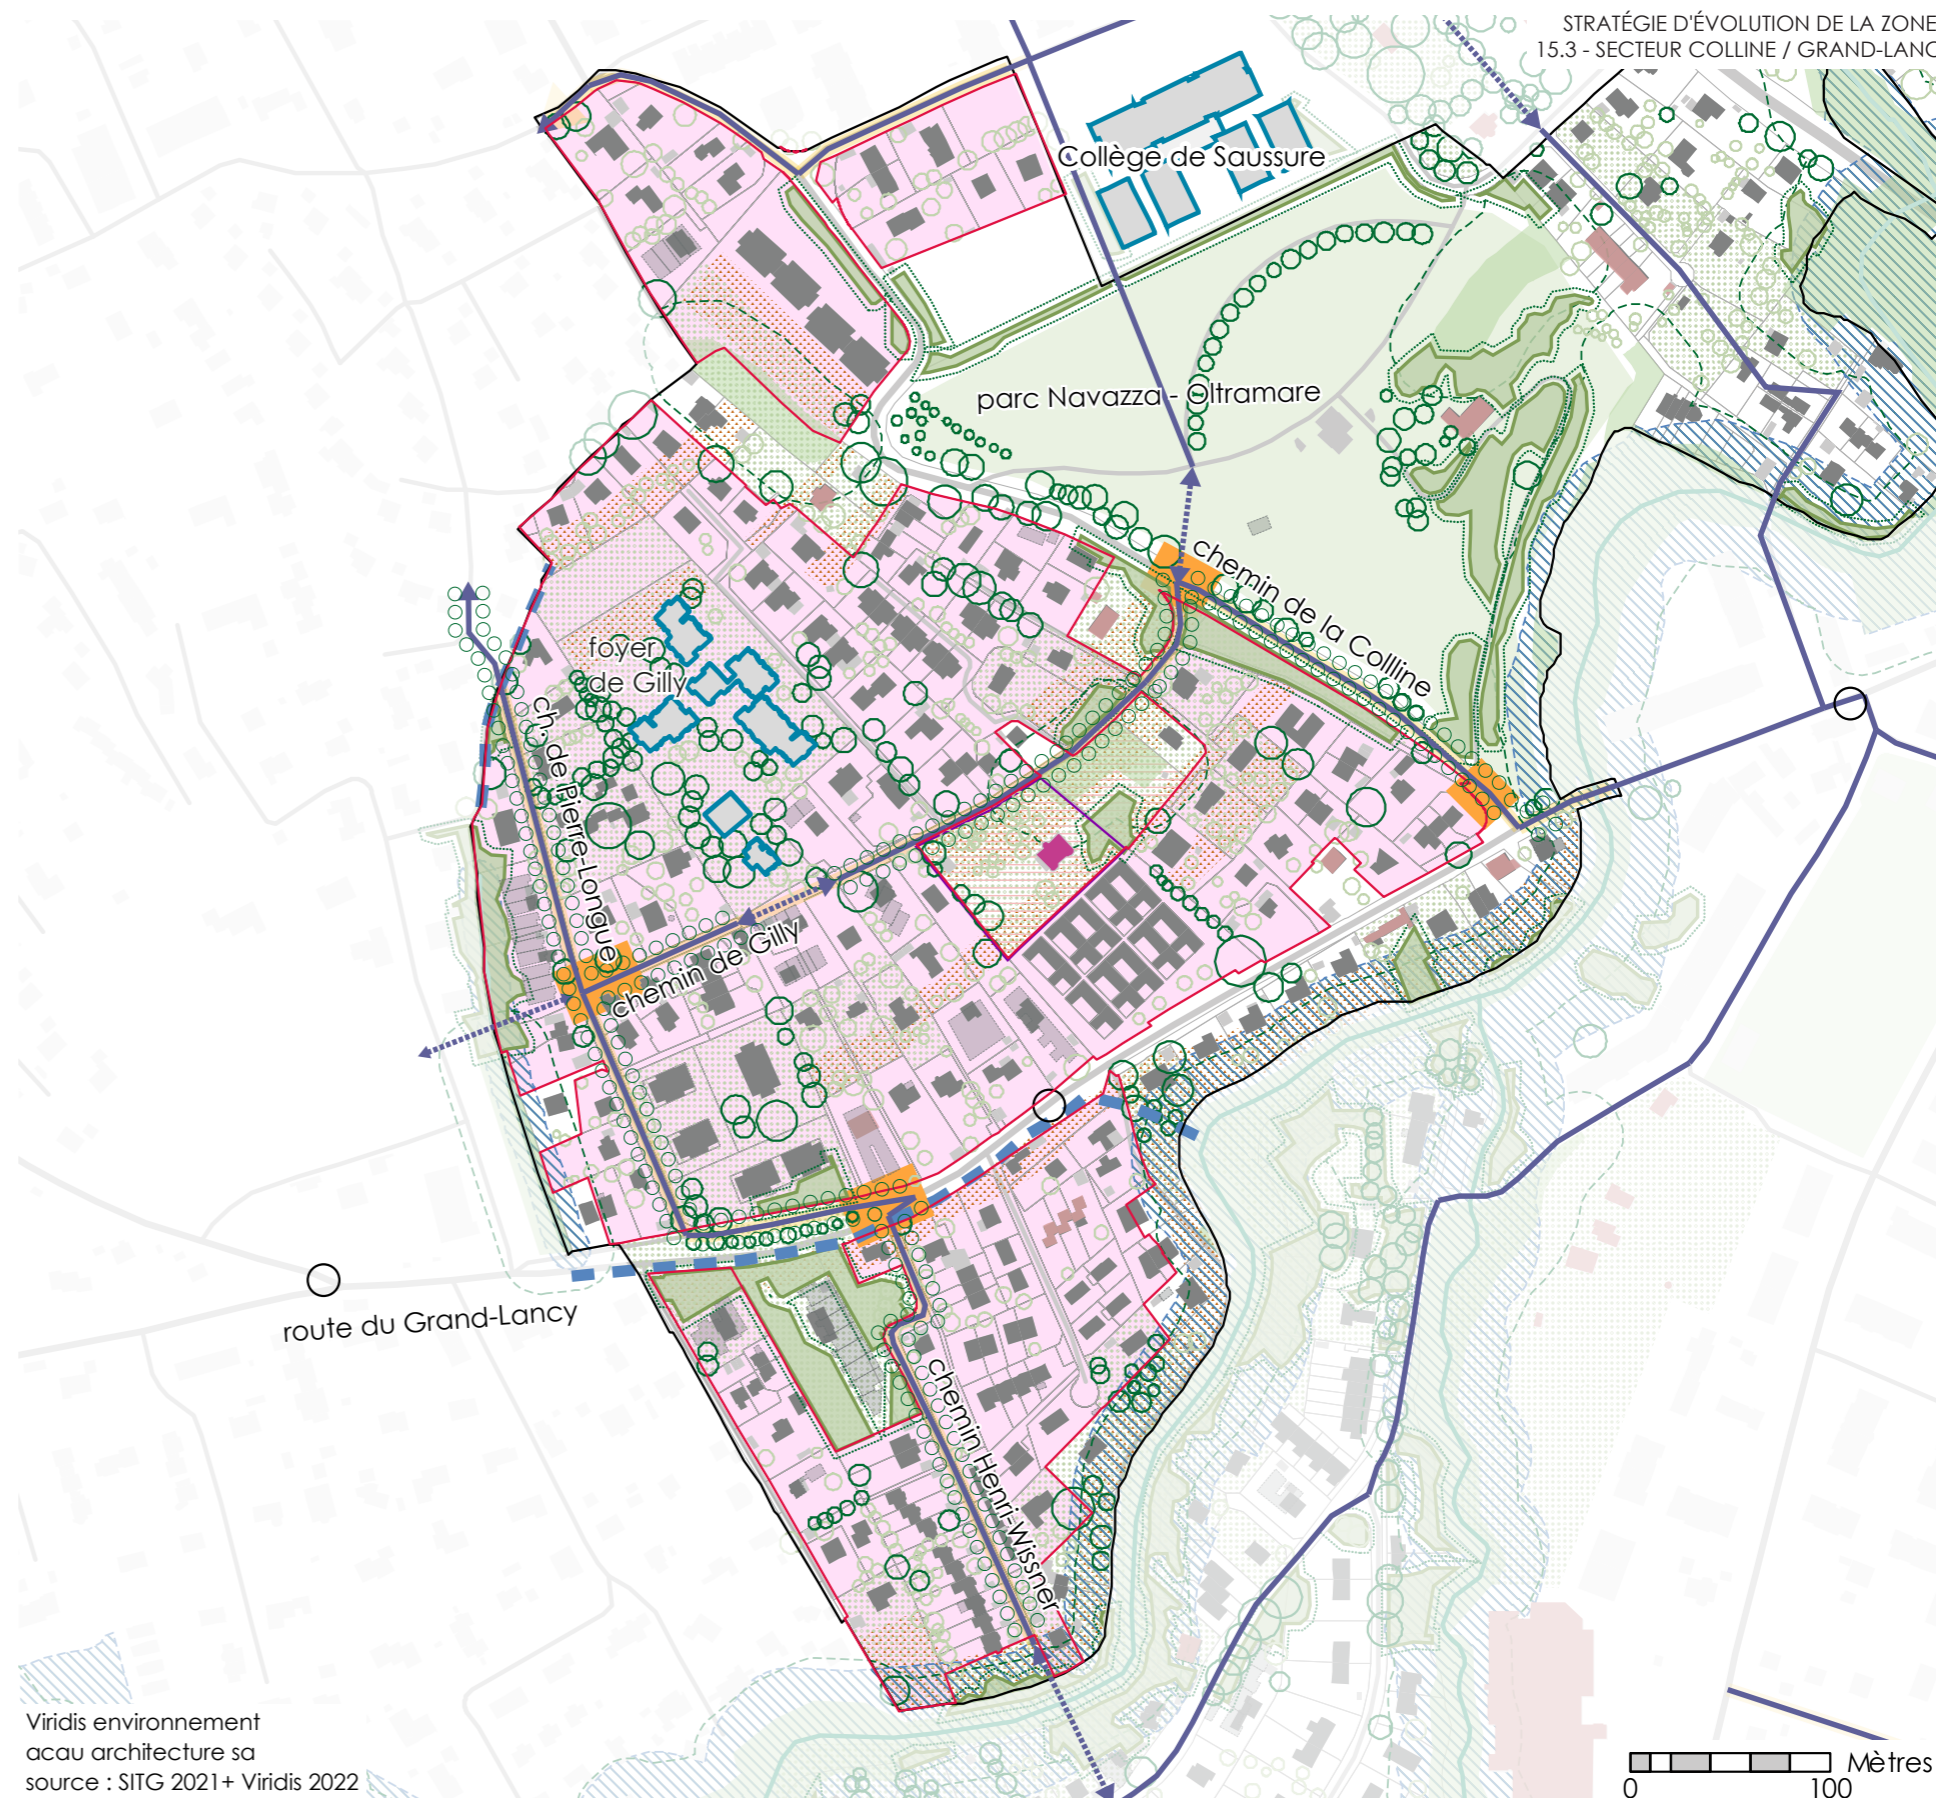 STRATÉGIE D'ÉVOLUTION DE LA ZONE
15.3 - SECTEUR COLLINE / GRAND-LANC
Collège de Saussure
parc Navazza - Oltramare
chemin de la Collline
foyer
de Gilly
ch. de Pierre-Longue
chemin de Gilly
route du Grand-Lancy
Chemin Henri-Wissner
Viridis environnement
acau architecture sa
source : SITG 2021+ Viridis 2022
Mètres
0 100